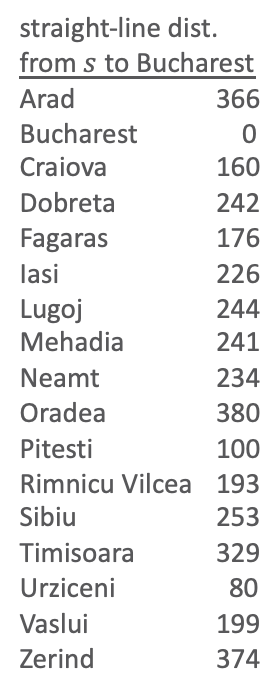 straight-line dist.
from s to Bucharest
Arad 366
Bucharest 0
Craiova 160
Dobreta 242
Fagaras 176
Iasi 226
Lugoj 244
Mehadia 241
Neamt 234
Oradea 380
Pitesti 100
Rimnicu Vilcea 193
Sibiu 253
Timisoara 329
Urziceni 80
Vaslui 199
Zerind 374